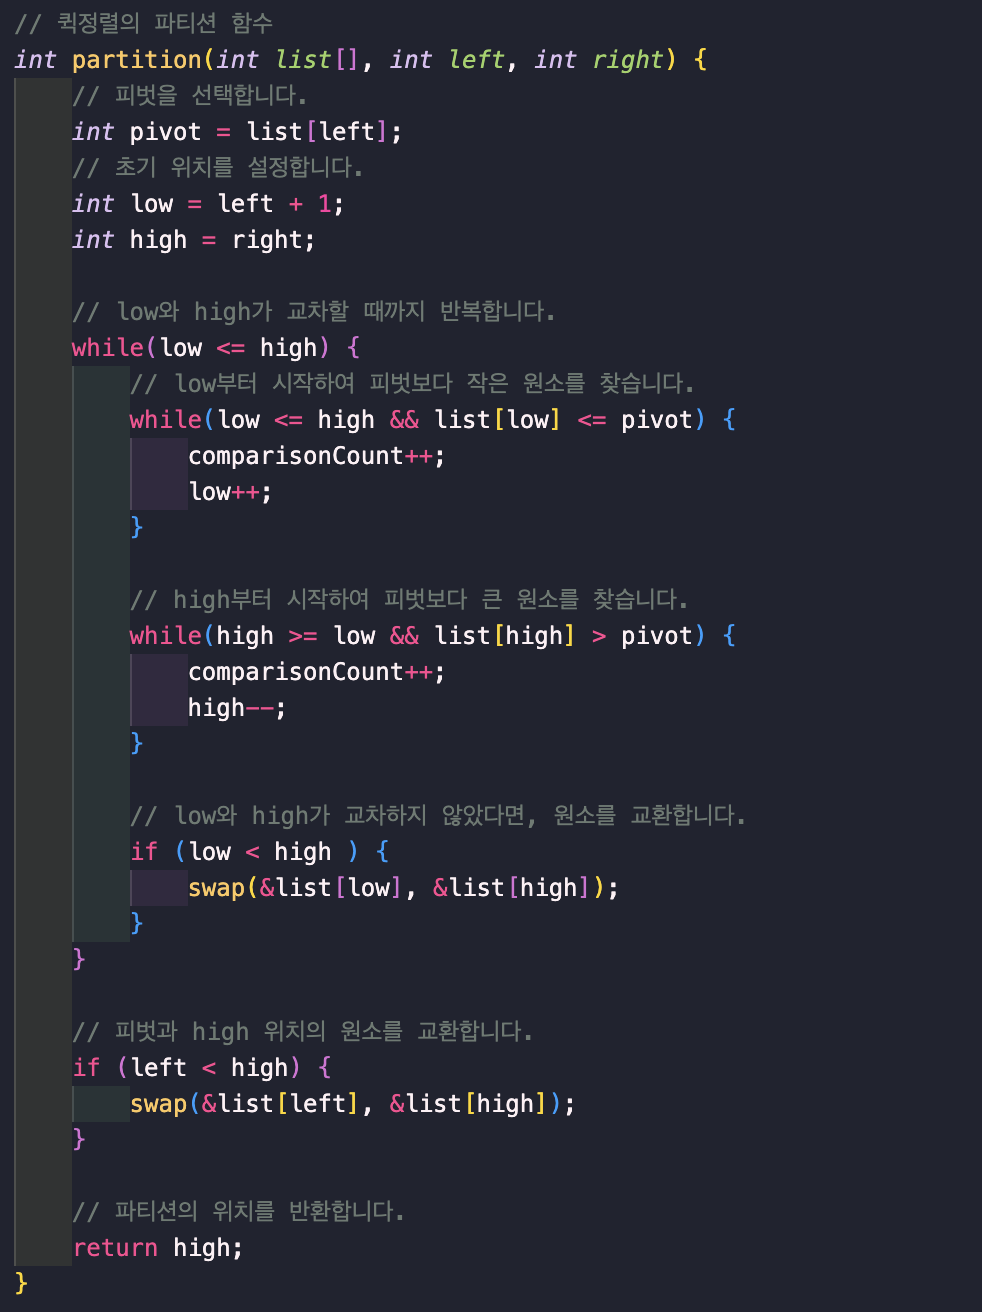 // 퀵정렬의 파티션 함수
int partition(int list[], int left, int right) {
// 피벗을 선택합니다.
int pivot = list[left];
// 초기 위치를 설정합니다.
int low = left + 1;
int high = right;
// low와 high가 교차할 때까지 반복합니다.
while(low <= high) {
// low부터 시작하여 피벗보다 작은 원소를 찾습니다.
while(low <= high && list[low] <= pivot) {
comparisonCount++;
low++;
}
// high부터 시작하여 피벗보다 큰 원소를 찾습니다.
while(high >= low && list[high] > pivot) {
comparisonCount++;
high--;
}
// low와 high가 교차하지 않았다면, 원소를 교환합니다.
if (low < high ) {
swap(&list[low], &list[high]);
}
}
// 피벗과 high 위치의 원소를 교환합니다.
if (left < high) {
swap(&list[left], &list[high]);
}
// 파티션의 위치를 반환합니다.
return high;
}